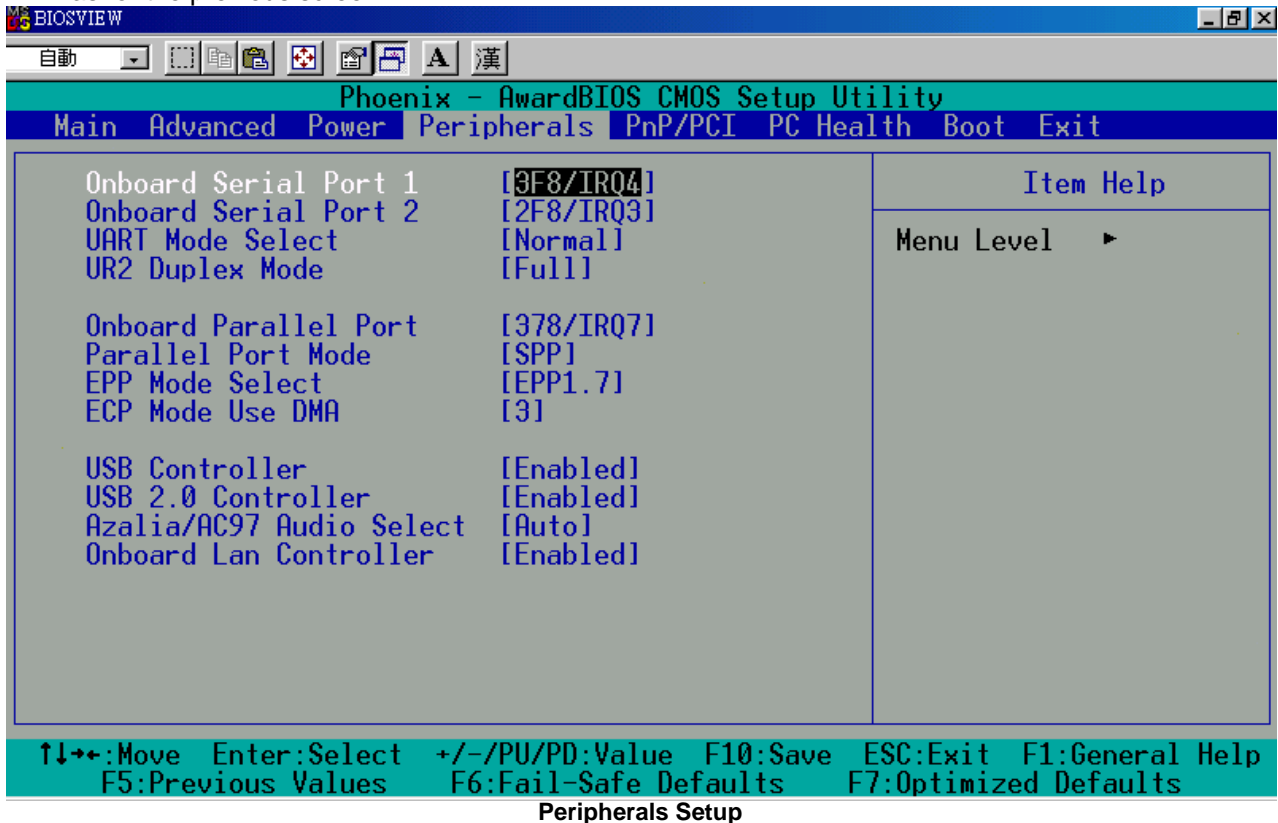 BIOSVIEW
自動
A 漢
Phoenix - AwardBIOS CMOS Setup Utility
Main Advanced Power Peripherals PnP/PCI PC Health Boot Exit
Onboard Serial Port 1 [3F8/IRQ4]
Onboard Serial Port 2 [2F8/IRQ3]
UART Mode Select [Normal]
UR2 Duplex Mode [Full]
Onboard Parallel Port [378/IRQ7]
Parallel Port Mode [SPP]
EPP Mode Select [EPP1.7]
ECP Mode Use DMA [3]
USB Controller [Enabled]
USB 2.0 Controller [Enabled]
Azalia/AC97 Audio Select [Auto]
Onboard Lan Controller [Enabled]
Item Help
Menu Level ►
↑↓→←:Move Enter:Select +/-/PU/PD:Value F10:Save ESC:Exit F1:General Help
F5:Previous Values F6:Fail-Safe Defaults F7:Optimized Defaults
Peripherals Setup